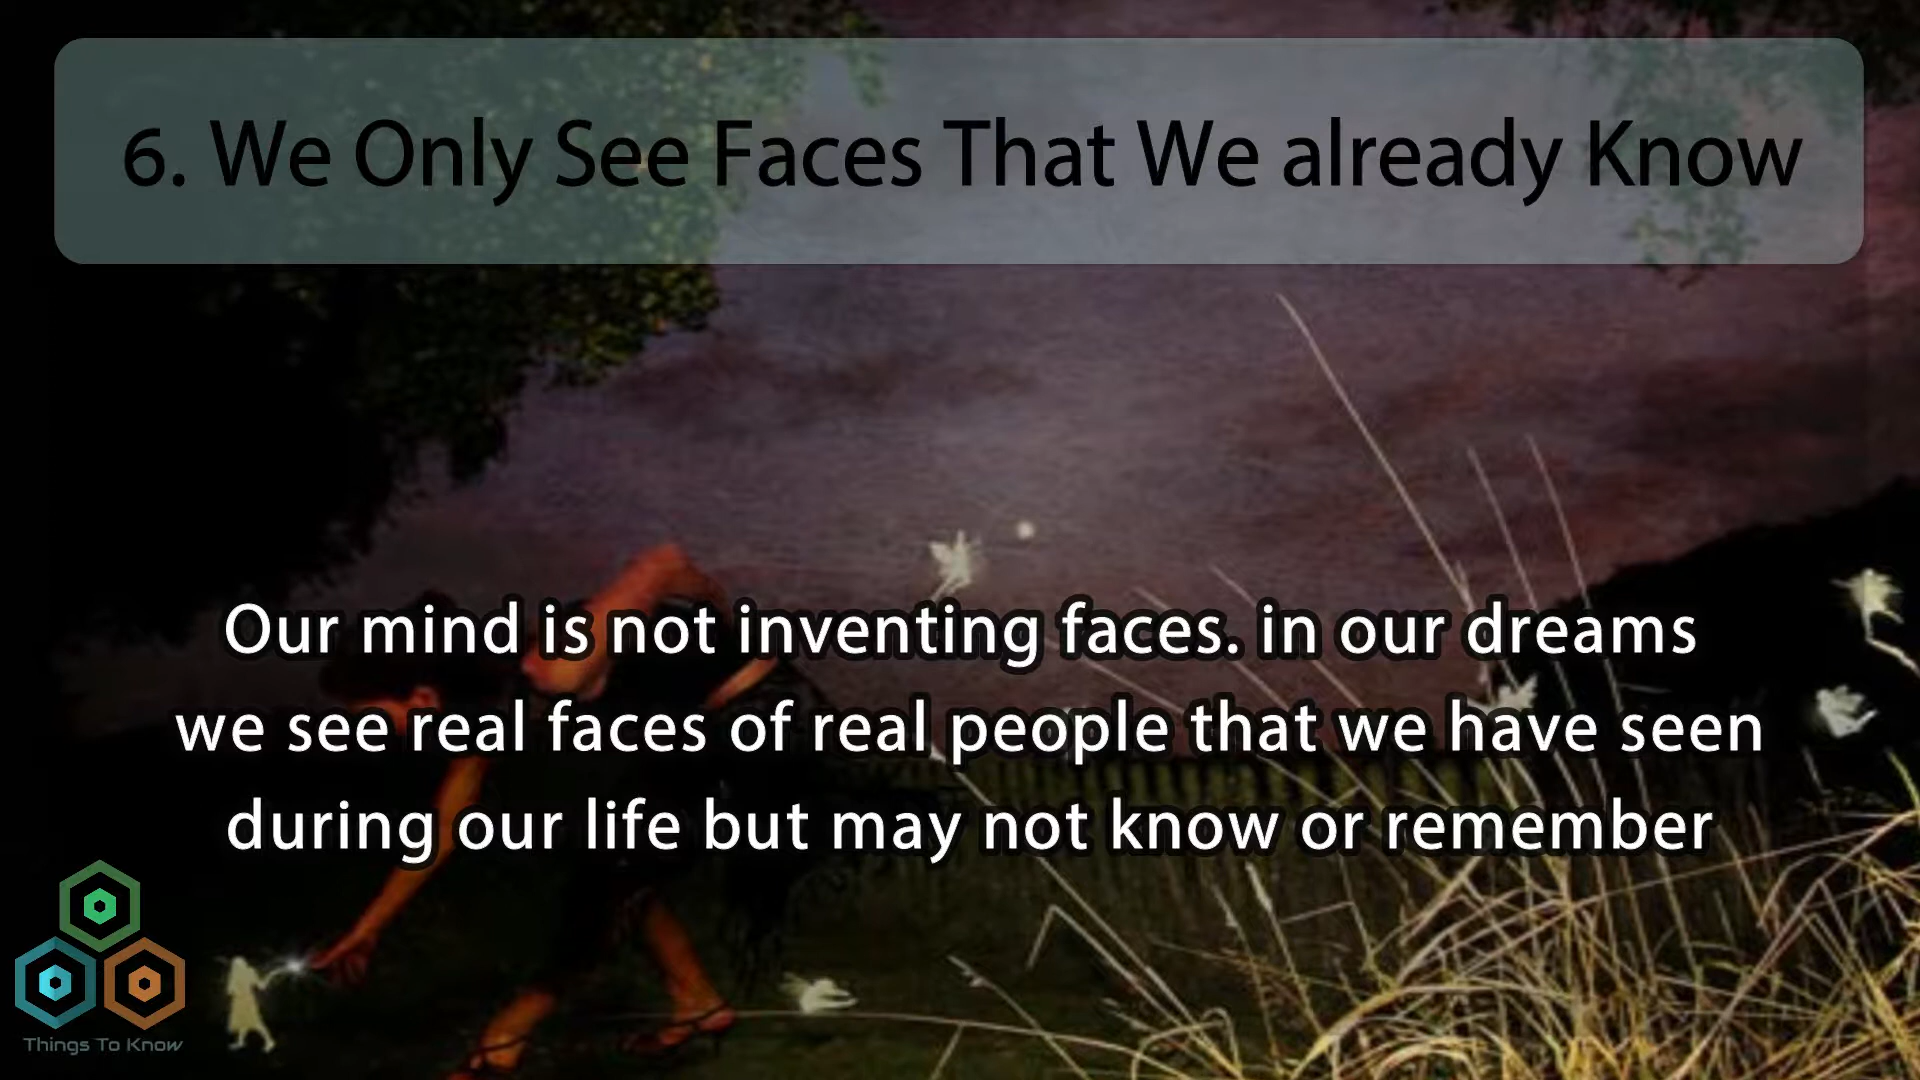 6. We Only See Faces That We already Know
Our mind is not inventing faces. in our dreams
we see real faces of real people that we have seen
during our life but may not know or remember
Things To Know